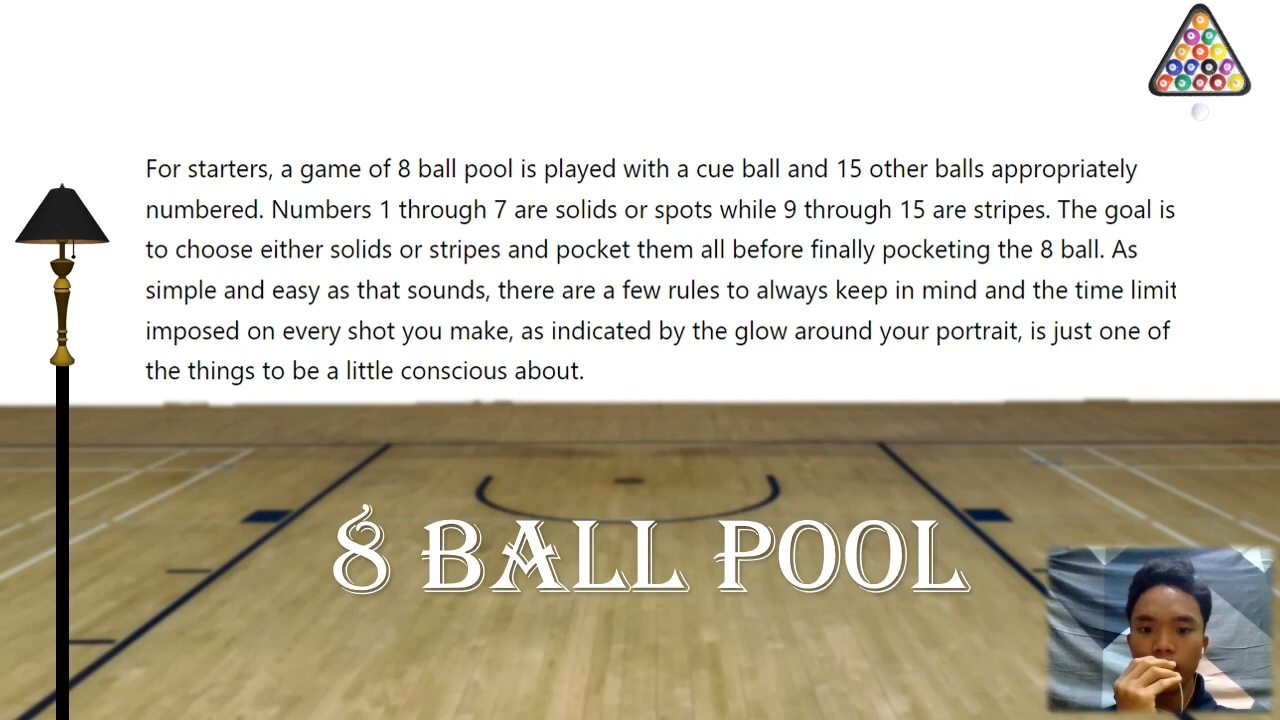 For starters, a game of 8 ball pool is played with a cue ball and 15 other balls appropriately
numbered. Numbers 1 through 7 are solids or spots while 9 through 15 are stripes. The goal is
to choose either solids or stripes and pocket them all before finally pocketing the 8 ball. As
simple and easy as that sounds, there are a few rules to always keep in mind and the time limit
imposed on every shot you make, as indicated by the glow around your portrait, is just one of
the things to be a little conscious about.
8 BALL POOL